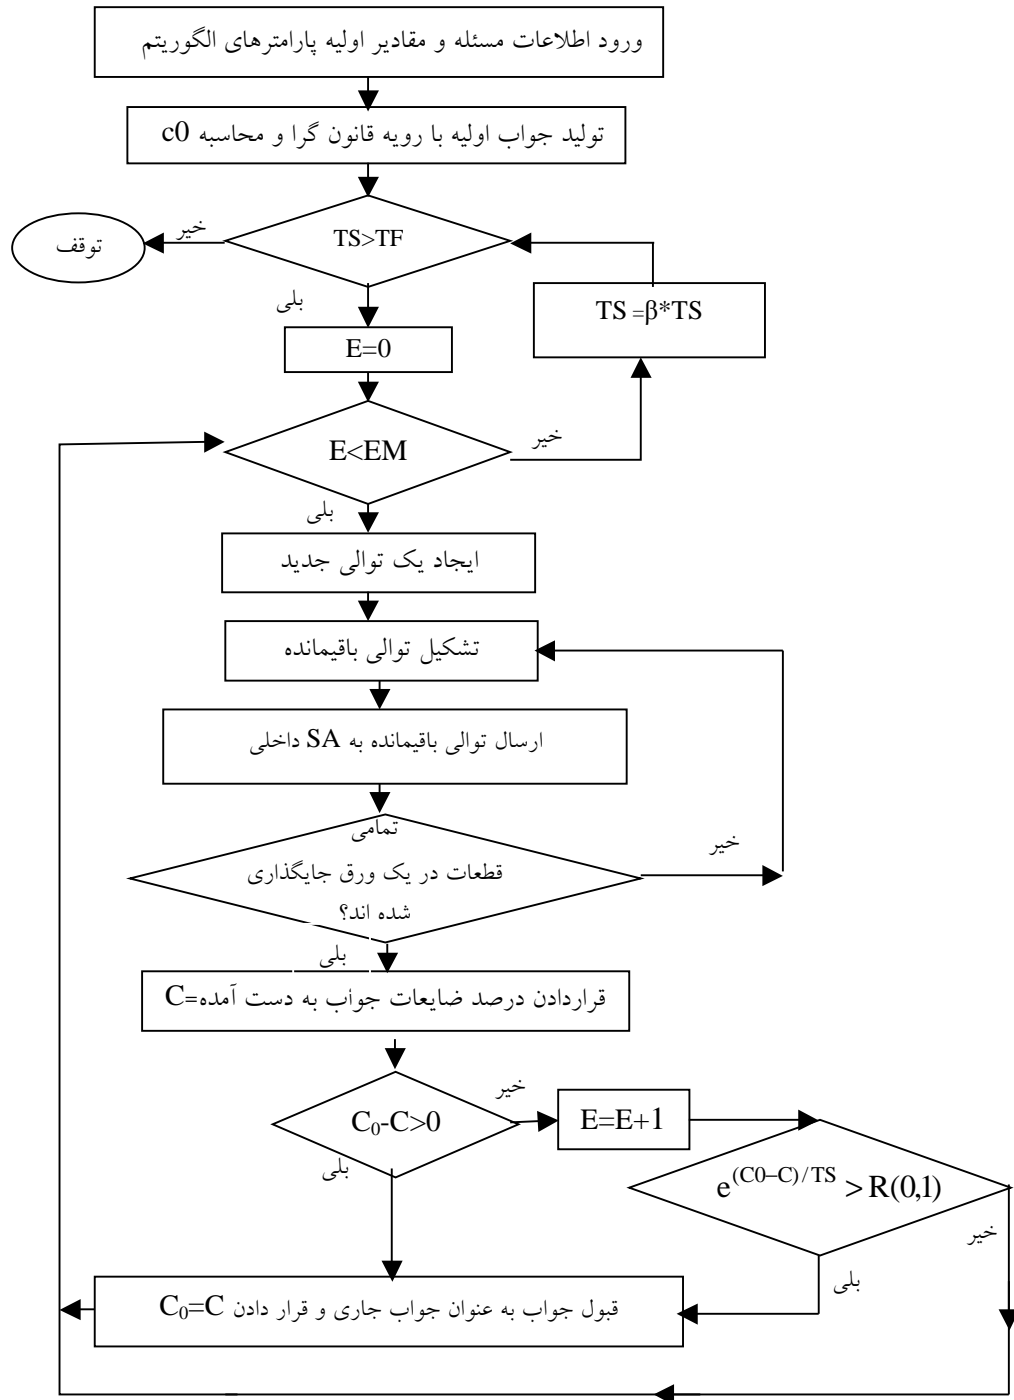 ورود اطلاعات مسئله و مقادیر اولیه پارامترهای الگوریتم
تولید جواب اولیه با رویه قانون گرا و محاسبه c0
TS>TF
خیر
توقف
بلی
TS=β*TS
E=0
E<EM
خیر
بلی
ایجاد یک توالی جدید
تشکیل توالی باقیمانده
ارسال توالی باقیمانده به SA داخلی
تمامی
قطعات در یک ورق جایگذاری
شده اند؟
خیر
بلی
قراردادن درصد ضایعات جواب به دست آمده=C
C₀-C>0
خیر
بلی
E=E+1
e^(C0–C)/TS > R(0,1)
خیر
بلی
قبول جواب به عنوان جواب جاری و قرار دادن C₀=C